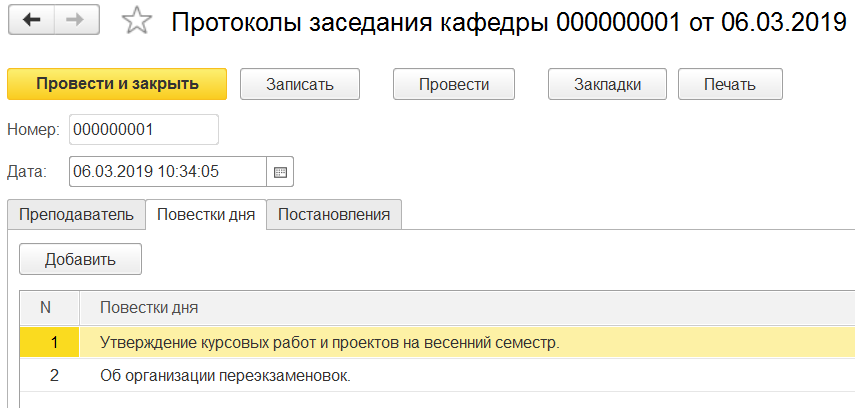 Протоколы заседания кафедры 000000001 от 06.03.2019
Провести и закрыть Записать Провести Закладки Печать
Номер: 000000001
Дата: 06.03.2019 10:34:05
Преподаватель Повестки дня Постановления
Добавить
N Повестки дня
1 Утверждение курсовых работ и проектов на весенний семестр.
2 Об организации переэкзаменовок.